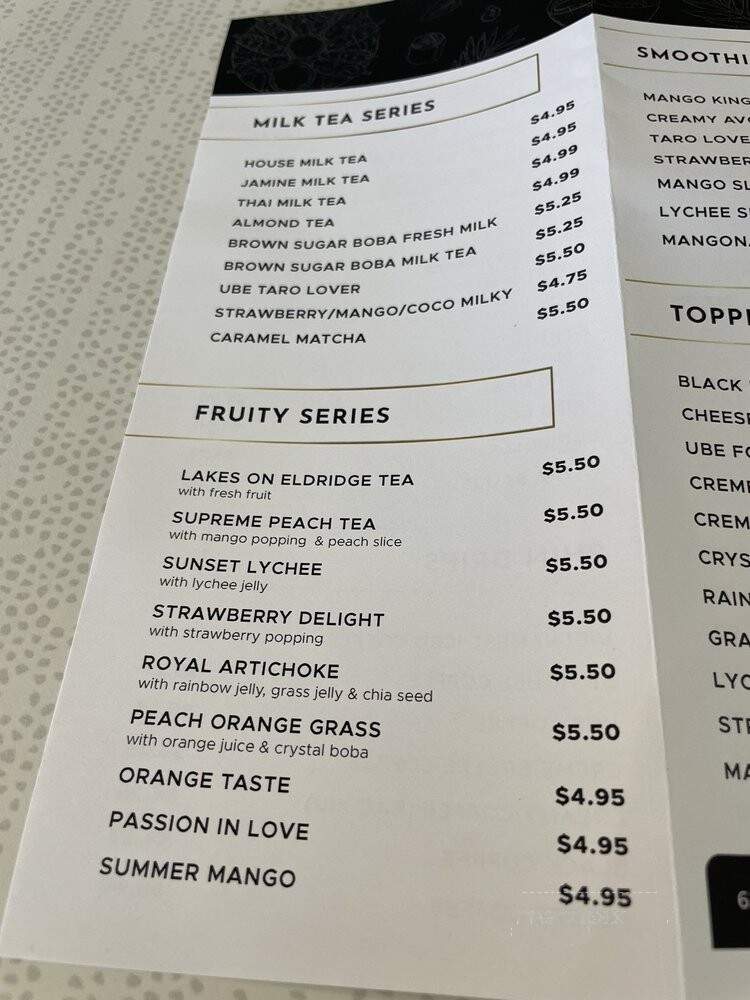 MILK TEA SERIES
HOUSE MILK TEA $4.95
JAMINE MILK TEA $4.95
THAI MILK TEA $4.99
ALMOND TEA $4.99
BROWN SUGAR BOBA FRESH MILK $5.25
BROWN SUGAR BOBA MILK TEA $5.25
UBE TARO LOVER $5.50
STRAWBERRY/MANGO/COCO MILKY $4.75
CARAMEL MATCHA $5.50
FRUITY SERIES
LAKES ON ELDRIDGE TEA $5.50
with fresh fruit
SUPREME PEACH TEA $5.50
with mango popping & peach slice
SUNSET LYCHEE $5.50
with lychee jelly
STRAWBERRY DELIGHT $5.50
with strawberry popping
ROYAL ARTICHOKE $5.50
with rainbow jelly, grass jelly & chia seed
PEACH ORANGE GRASS $5.50
with orange juice & crystal boba
ORANGE TASTE $4.95
PASSION IN LOVE $4.95
SUMMER MANGO $4.95
SMOOTHI
MANGO KING
CREAMY AVO
TARO LOVE
STRAWBER
MANGO SL
LYCHEE S
MANGON
TOPPI
BLACK
CHEESE
UBE FO
CREM
CREM
CRYS
RAIN
GRA
LYC
STR
MA
6